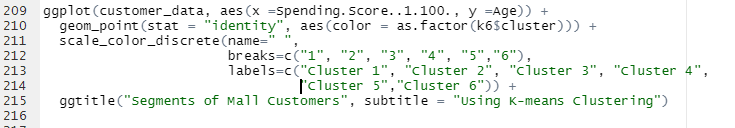 209 ggplot(customer_data, aes(x =Spending.Score..1.100., y =Age)) +
210 geom_point(stat = "identity", aes(color = as.factor(k6$cluster))) +
211 scale_color_discrete(name=" ",
212 breaks=c("1", "2", "3", "4", "5","6"),
213 labels=c("Cluster 1", "Cluster 2", "Cluster 3", "Cluster 4",
214 "Cluster 5","Cluster 6")) +
215 ggtitle("Segments of Mall Customers", subtitle = "Using K-means Clustering")
216